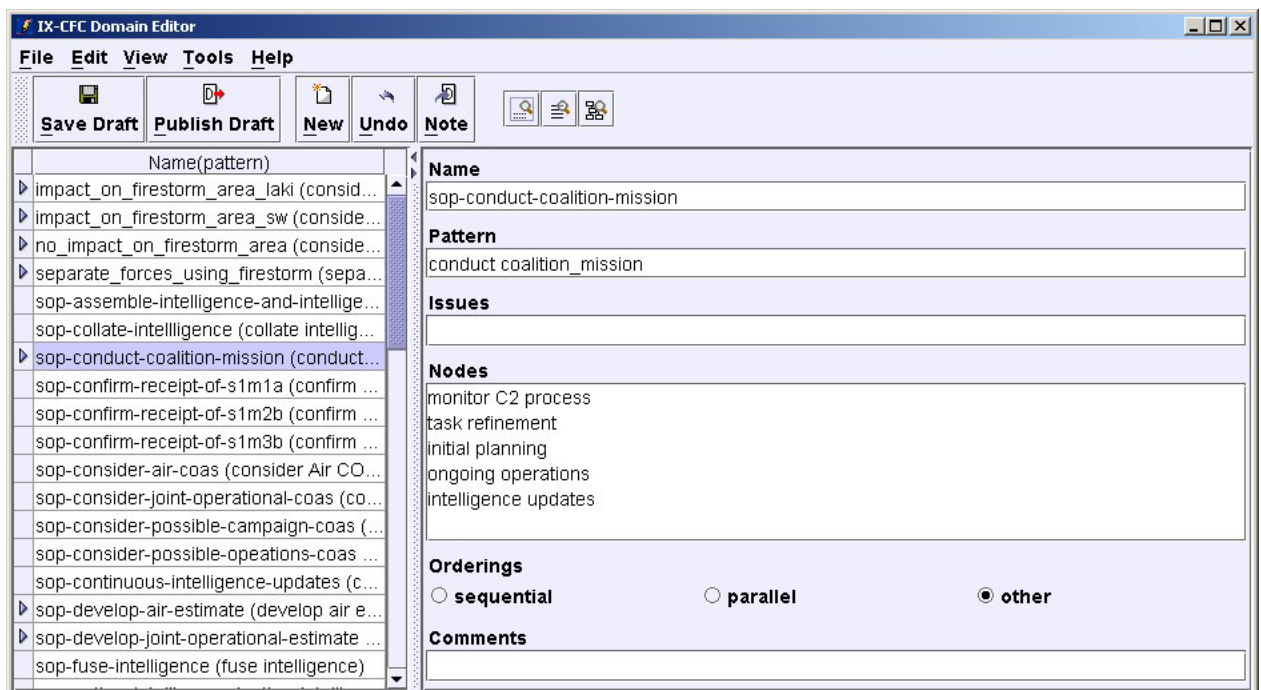 IX-CFC Domain Editor
File Edit View Tools Help
Save Draft Publish Draft New Undo Note
Name(pattern)
impact_on_firestorm_area_laki (consid...
impact_on_firestorm_area_sw (conside...
no_impact_on_firestorm_area (conside...
separate_forces_using_firestorm (sepa...
sop-assemble-intelligence-and-intellige...
sop-collate-intellligence (collate intellig...
sop-conduct-coalition-mission (conduct...
sop-confirm-receipt-of-s1m1a (confirm ...
sop-confirm-receipt-of-s1m2b (confirm ...
sop-confirm-receipt-of-s1m3b (confirm ...
sop-consider-air-coas (consider Air CO...
sop-consider-joint-operational-coas (co...
sop-consider-possible-campaign-coas (...
sop-consider-possible-opeations-coas ...
sop-continuous-intelligence-updates (c...
sop-develop-air-estimate (develop air e...
sop-develop-joint-operational-estimate ...
sop-fuse-intelligence (fuse intelligence)
Name
sop-conduct-coalition-mission
Pattern
conduct coalition_mission
Issues
Nodes
monitor C2 process
task refinement
initial planning
ongoing operations
intelligence updates
Orderings
sequential parallel other
Comments